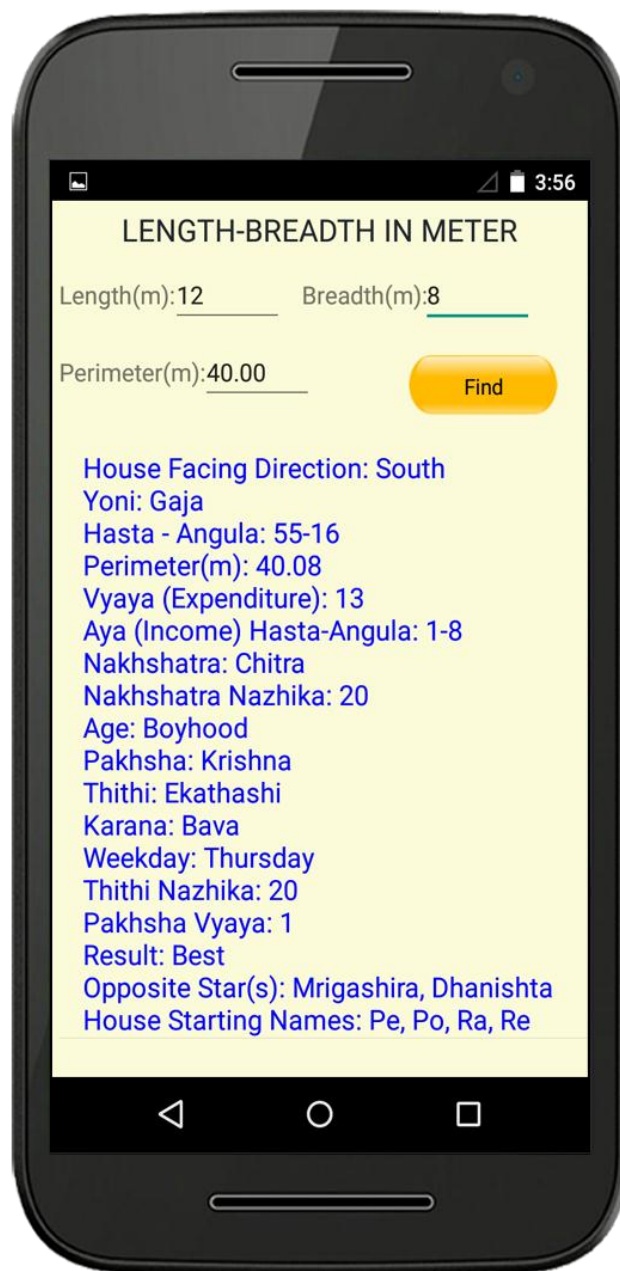 3:56
LENGTH-BREADTH IN METER
Length(m):12 Breadth(m):8
Perimeter(m):40.00 Find
House Facing Direction: South
Yoni: Gaja
Hasta - Angula: 55-16
Perimeter(m): 40.08
Vyaya (Expenditure): 13
Aya (Income) Hasta-Angula: 1-8
Nakhshatra: Chitra
Nakhshatra Nazhika: 20
Age: Boyhood
Pakhsha: Krishna
Thithi: Ekathashi
Karana: Bava
Weekday: Thursday
Thithi Nazhika: 20
Pakhsha Vyaya: 1
Result: Best
Opposite Star(s): Mrigashira, Dhanishta
House Starting Names: Pe, Po, Ra, Re